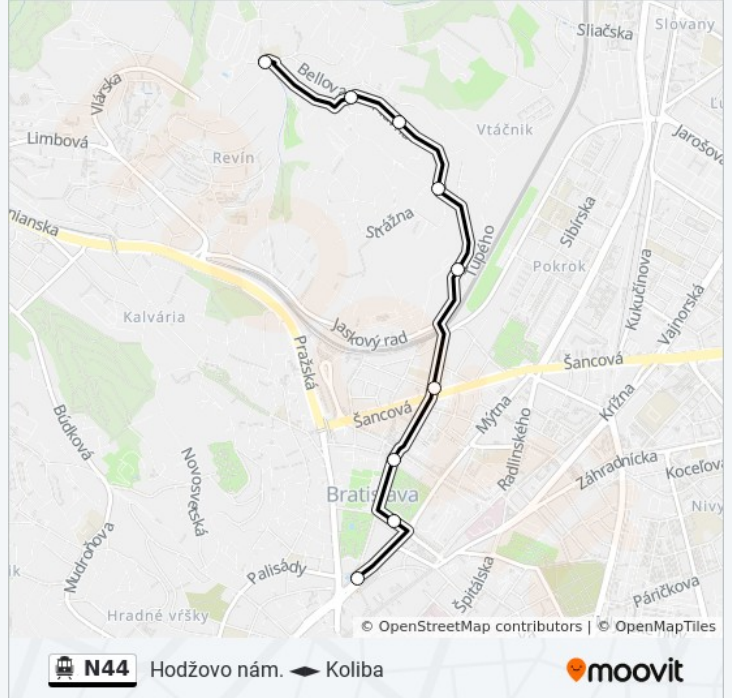 Sliačska
Slovany
Bellova
Vlárska
Vtáčnik
Jarošova
Limbová
Revín
Strážna
Sibírska
Tupého
Pokrok
Kukučínova
Vajnorská
Kalvária
Jaskový rad
Pražská
Šancová
Šancová
Krížna
Mýtna
Radlinského
Búdková
Záhradnícka
Novosvetská
Bratislava
Nivy
Mudroňova
Palisády
Špitálska
Páričkova
Hradné vŕšky
© OpenStreetMap contributors | © OpenMapTiles
N44 Hodžovo nám. ◄► Koliba moovit